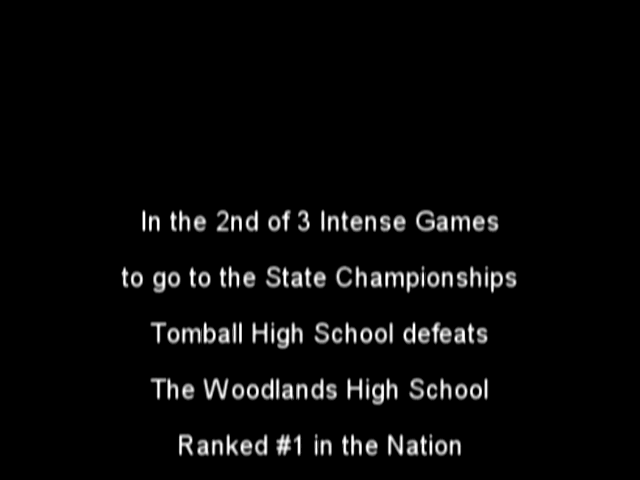 In the 2nd of 3 Intense Games
to go to the State Championships
Tomball High School defeats
The Woodlands High School
Ranked #1 in the Nation